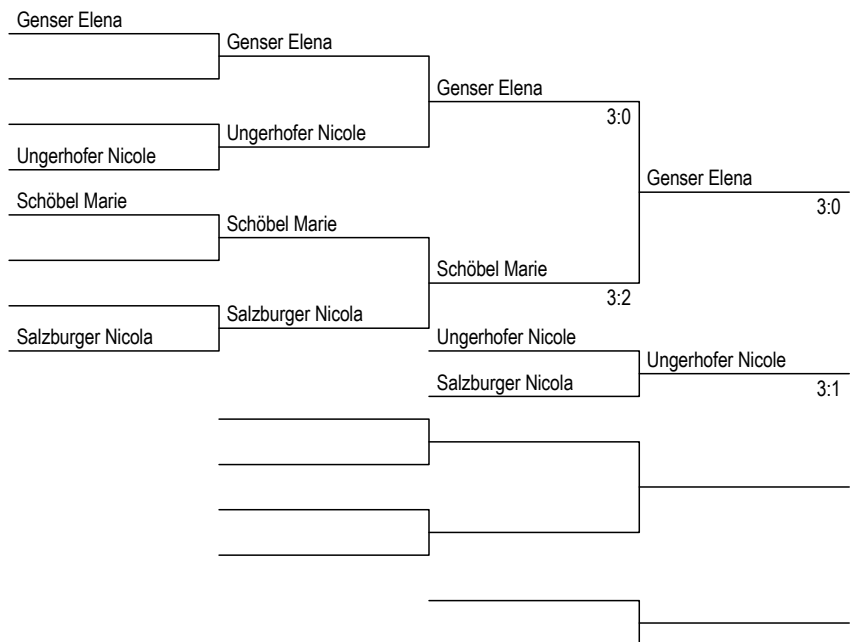 Genser Elena
Genser Elena
Genser Elena
3:0
Ungerhofer Nicole
Ungerhofer Nicole
Genser Elena
3:0
Schöbel Marie
Schöbel Marie
Schöbel Marie
3:2
Salzburger Nicola
Salzburger Nicola
Ungerhofer Nicole
Ungerhofer Nicole
Salzburger Nicola
3:1